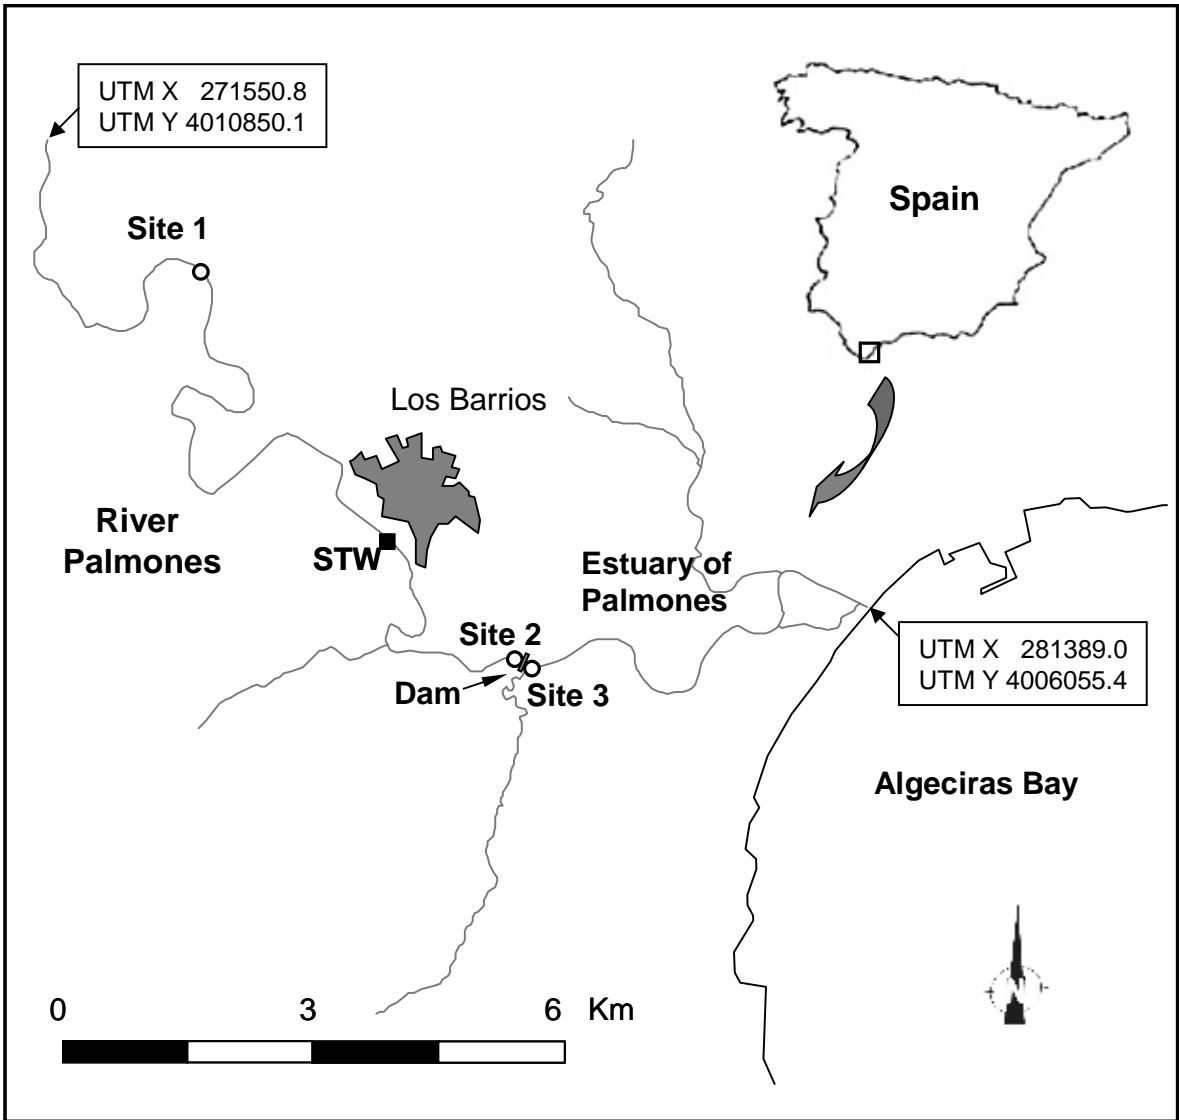 UTM X 271550.8
UTM Y 4010850.1
Site 1
Spain
Los Barrios
River
Palmones
STW
Estuary of
Palmones
Site 2
Dam
Site 3
UTM X 281389.0
UTM Y 4006055.4
Algeciras Bay
N
0 3 6 Km